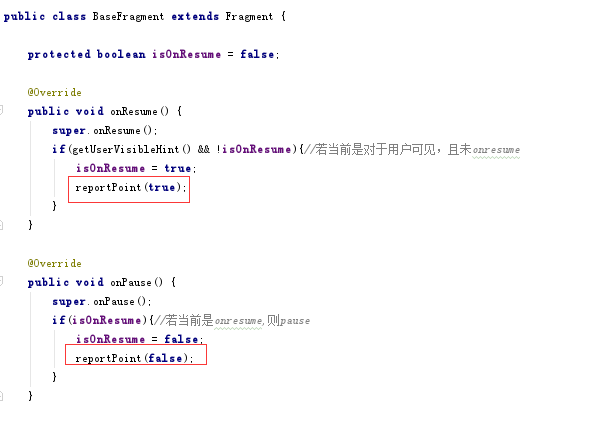 public class BaseFragment extends Fragment {
protected boolean isOnResume = false;
@Override
public void onResume() {
super.onResume();
if(getUserVisibleHint() && !isOnResume){//若当前是对于用户可见，且未onresume
isOnResume = true;
reportPoint(true);
}
}
@Override
public void onPause() {
super.onPause();
if(isOnResume){//若当前是onresume,则pause
isOnResume = false;
reportPoint(false);
}
}